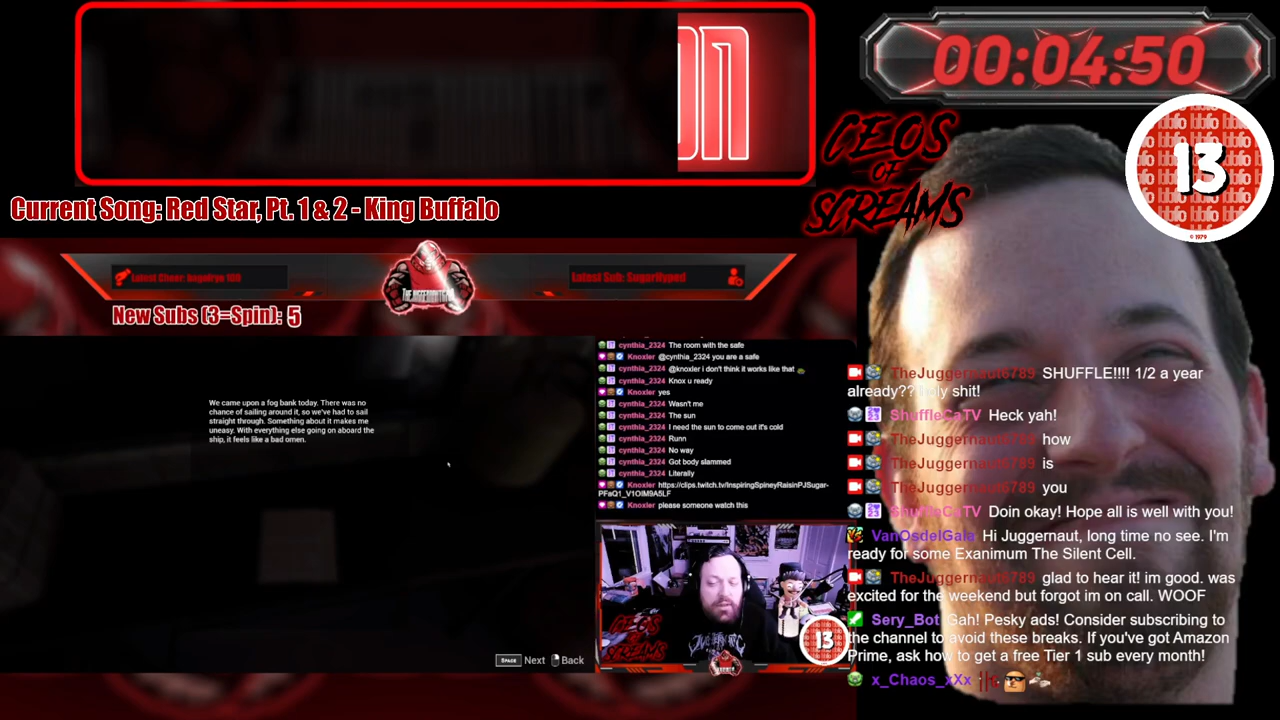 00:04:50
13
© 1979
CEOS
OF
SCREAMS
Current Song: Red Star, Pt. 1 & 2 - King Buffalo
Latest Sub: Sugarhyped
New Subs (3=Spin): 5
We came upon a fog bank today. There was no
chance of sailing around it, so we've had to sail
straight through. Something about it makes me
uneasy. With everything else going on aboard the
ship, it feels like a bad omen.
SPACE Next Back
cynthia_2324 The room with the safe
Knoxler @cynthia_2324 you are a safe
cynthia_2324 @knoxler i don't think it works like that
cynthia_2324 Knox u ready
Knoxler yes
cynthia_2324 Wasn't me
cynthia_2324 The sun
cynthia_2324 I need the sun to come out it's cold
cynthia_2324 Runn
cynthia_2324 No way
cynthia_2324 Got body slammed
cynthia_2324 Literally
Knoxler https://clips.twitch.tv/InspiringSpineyRaisinPJSugar-
PFaQ1_V1OIM9A5LF
Knoxler please someone watch this
SCREAMS
13
TheJuggernaut6789 SHUFFLE!!!! 1/2 a year
already?? holy shit!
ShuffleCaTV Heck yah!
TheJuggernaut6789 how
TheJuggernaut6789 is
TheJuggernaut6789 you
ShuffleCaTV Doin okay! Hope all is well with you!
VanOsdelGaia Hi Juggernaut, long time no see. I'm
ready for some Exanimum The Silent Cell.
TheJuggernaut6789 glad to hear it! im good. was
excited for the weekend but forgot im on call. WOOF
Sery_Bot Gah! Pesky ads! Consider subscribing to
the channel to avoid these breaks. If you've got Amazon
Prime, ask how to get a free Tier 1 sub every month!
x_Chaos_xXx